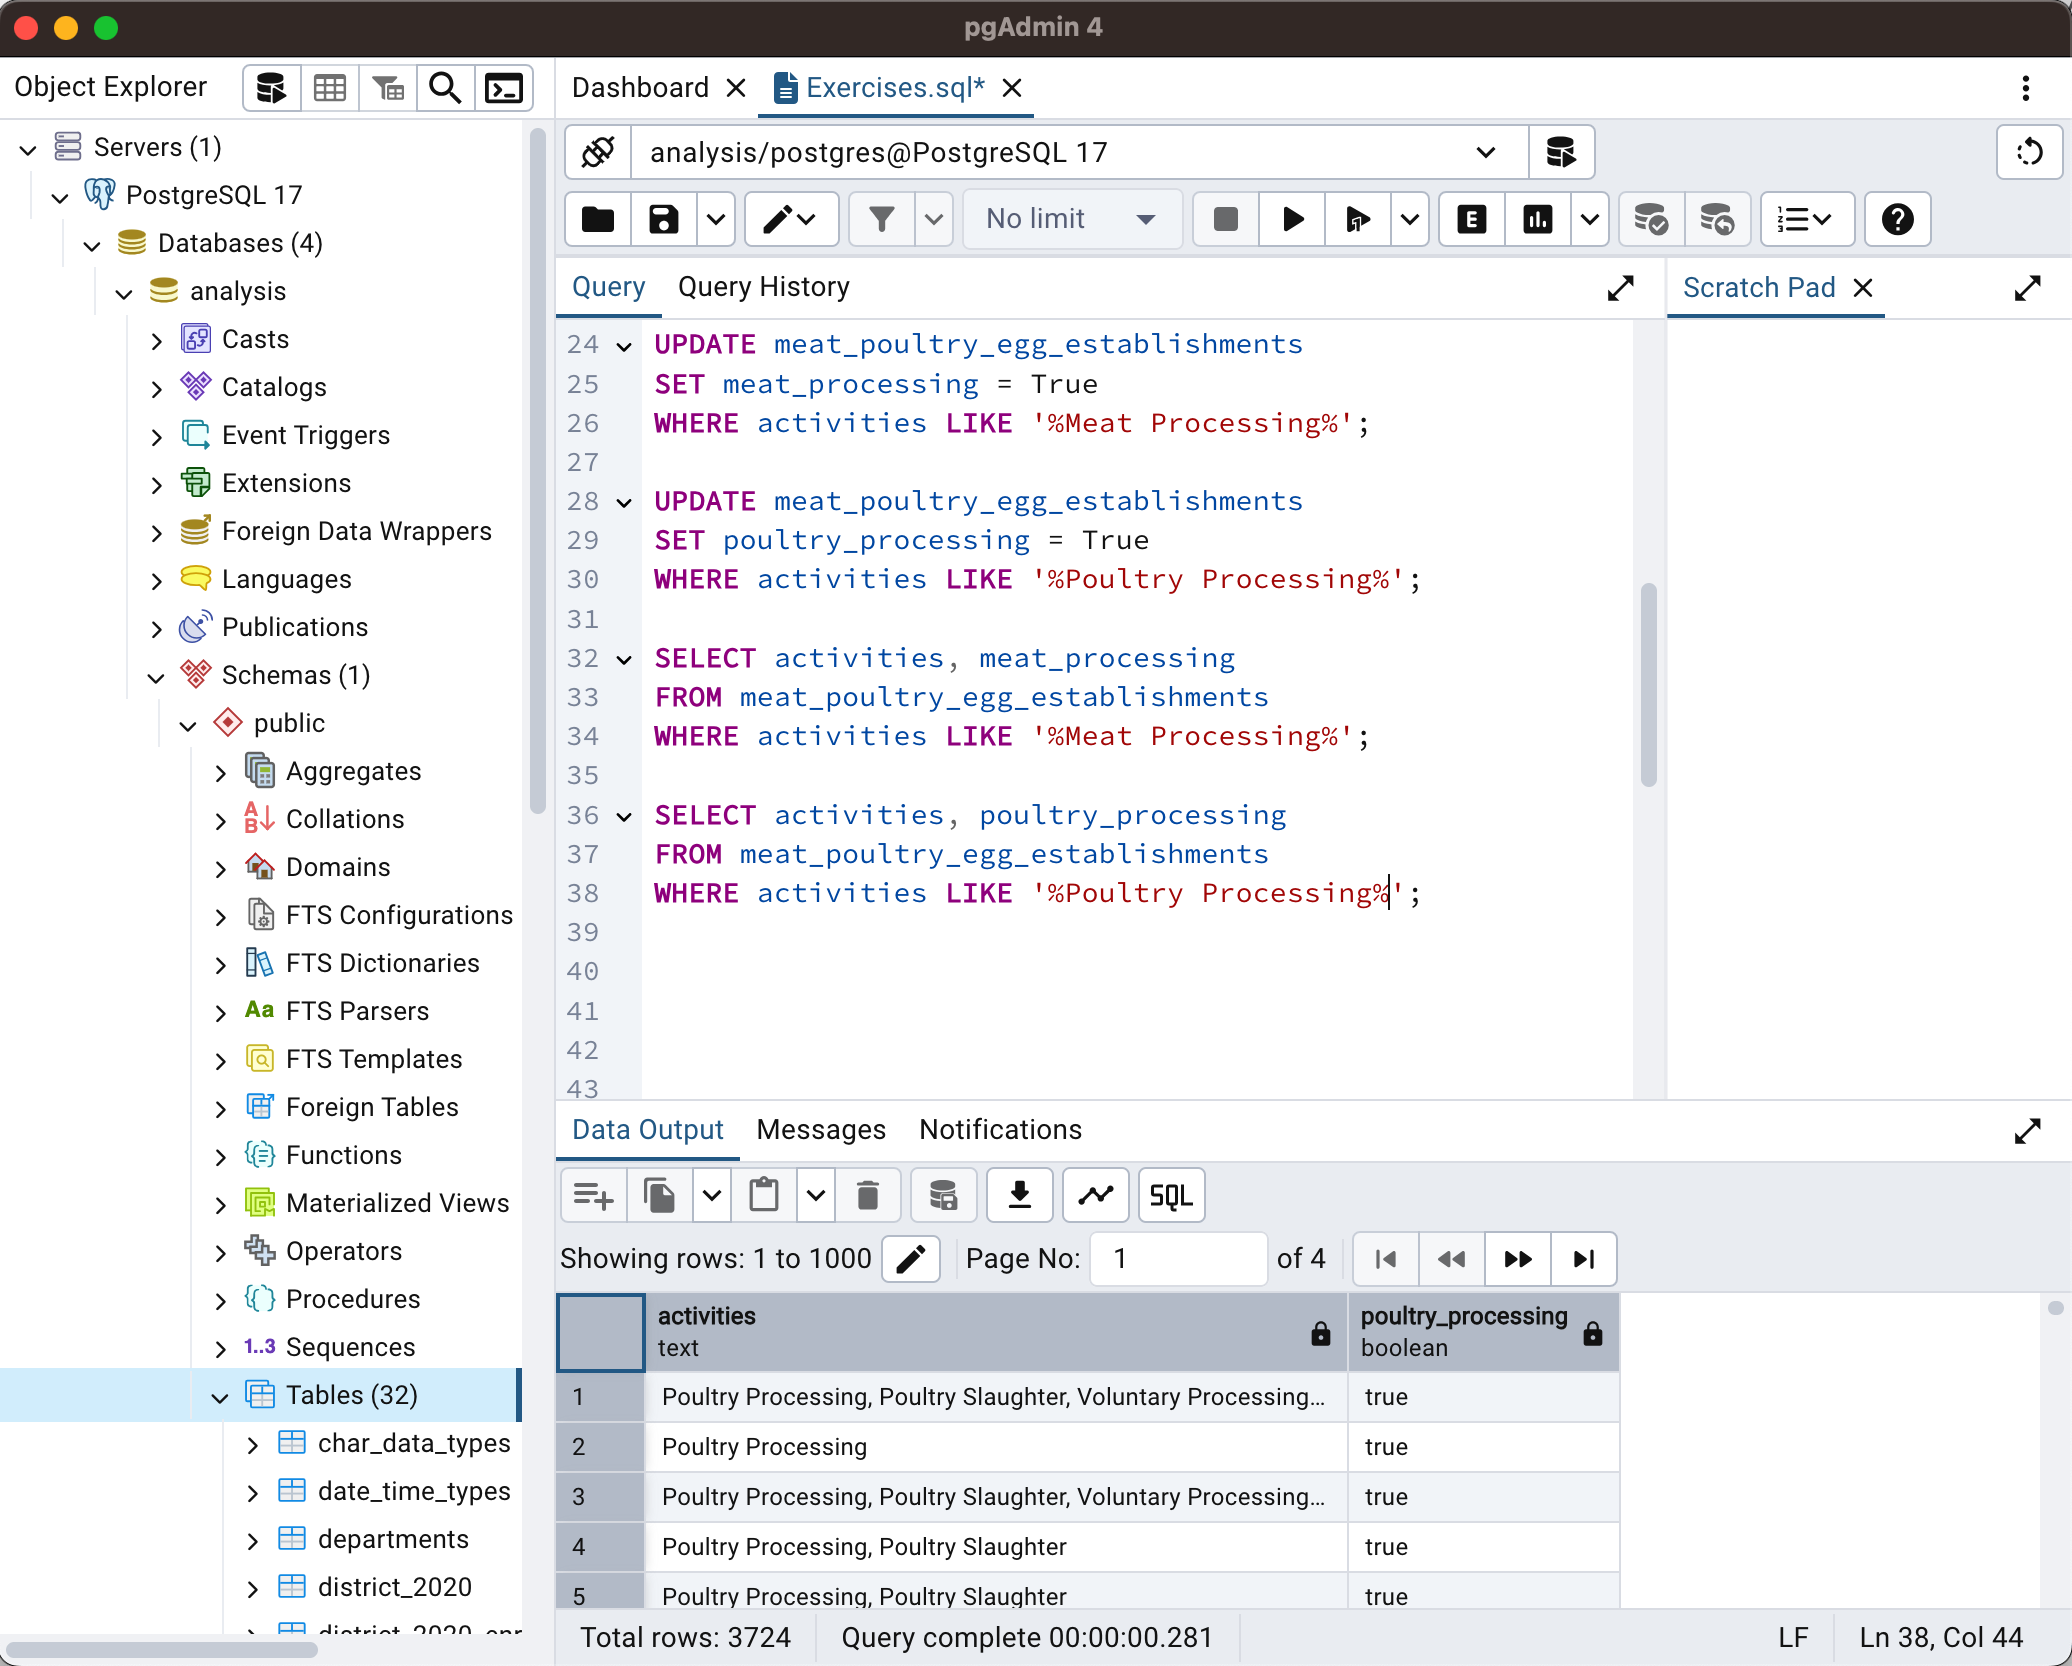 pgAdmin 4
Object Explorer
Servers (1)
PostgreSQL 17
Databases (4)
analysis
Casts
Catalogs
Event Triggers
Extensions
Foreign Data Wrappers
Languages
Publications
Schemas (1)
public
Aggregates
Collations
Domains
FTS Configurations
FTS Dictionaries
Aa FTS Parsers
FTS Templates
Foreign Tables
Functions
Materialized Views
Operators
Procedures
1..3 Sequences
Tables (32)
char_data_types
date_time_types
departments
district_2020
Dashboard
Exercises.sql*
analysis/postgres@PostgreSQL 17
No limit
E
Query Query History
Scratch Pad
24 UPDATE meat_poultry_egg_establishments
25 SET meat_processing = True
26 WHERE activities LIKE '%Meat Processing%';
27
28 UPDATE meat_poultry_egg_establishments
29 SET poultry_processing = True
30 WHERE activities LIKE '%Poultry Processing%';
31
32 SELECT activities, meat_processing
33 FROM meat_poultry_egg_establishments
34 WHERE activities LIKE '%Meat Processing%';
35
36 SELECT activities, poultry_processing
37 FROM meat_poultry_egg_establishments
38 WHERE activities LIKE '%Poultry Processing%';
39
40
41
42
43
Data Output Messages Notifications
SQL
Showing rows: 1 to 1000 Page No: 1 of 4
activities poultry_processing
text boolean
1 Poultry Processing, Poultry Slaughter, Voluntary Processing... true
2 Poultry Processing true
3 Poultry Processing, Poultry Slaughter, Voluntary Processing... true
4 Poultry Processing, Poultry Slaughter true
5 Poultry Processing, Poultry Slaughter true
Total rows: 3724 Query complete 00:00:00.281 LF Ln 38, Col 44